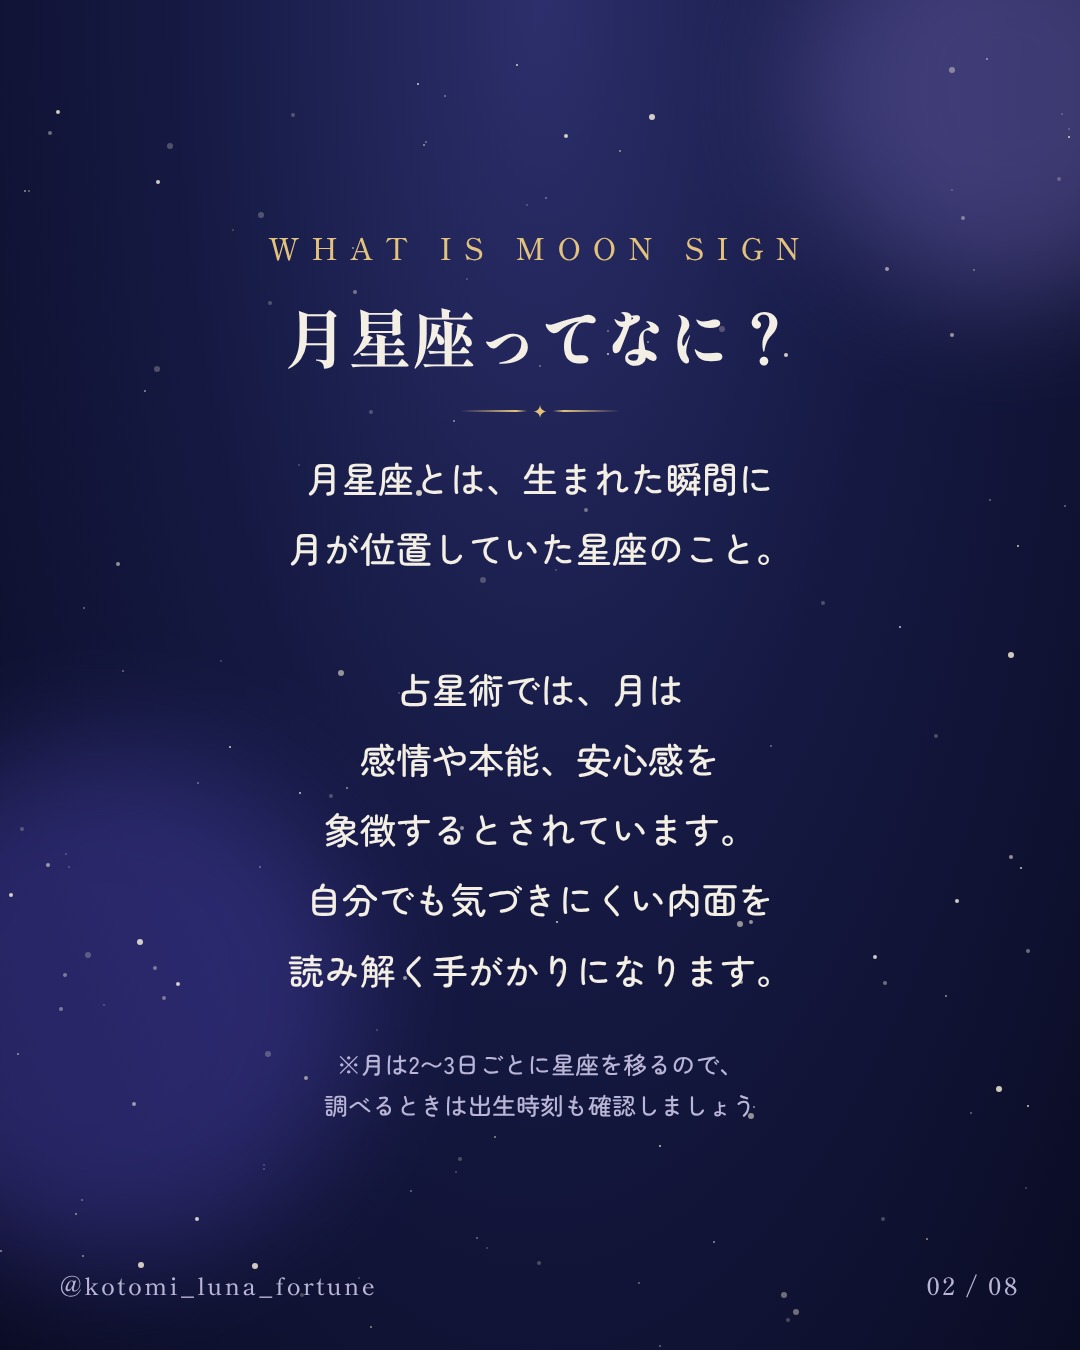 WHAT IS MOON SIGN
月星座ってなに？
月星座とは、生まれた瞬間に
月が位置していた星座のこと。
占星術では、月は
感情や本能、安心感を
象徴するとされています。
自分でも気づきにくい内面を
読み解く手がかりになります。
※月は2〜3日ごとに星座を移るので、
調べるときは出生時刻も確認しましょう
@kotomi_luna_fortune
02 / 08